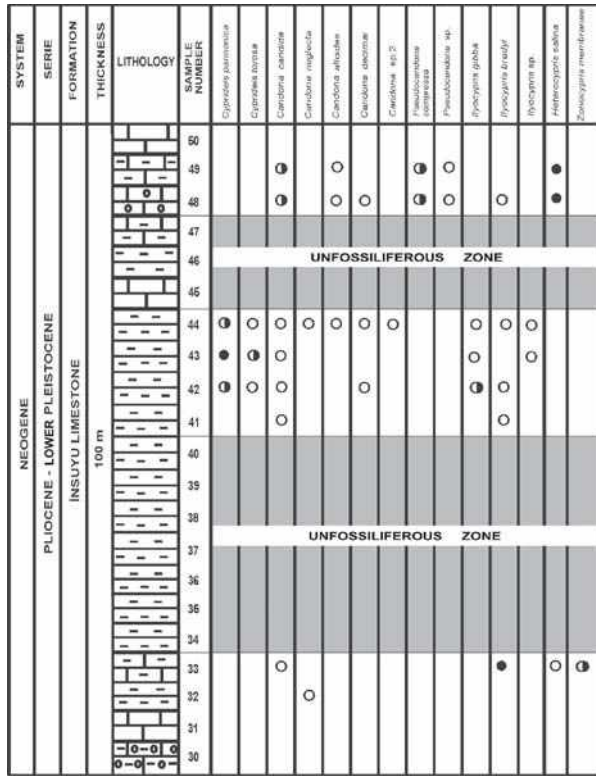 SYSTEM
SERIE
FORMATION
THICKNESS
LITHOLOGY
SAMPLE NUMBER
Cyprideis pannonica
Cyprideis torosa
Candona candida
Candona neglecta
Candona altoides
Candona decimai
Candona sp 2
Pseudocandona compressa
Pseudocandona sp.
Ilyocypris gibba
Ilyocypris bradyi
Ilyocypris sp.
Heterocypris salina
Zonocypris membranae
NEOGENE
PLIOCENE - LOWER PLEISTOCENE
İNSUYU LIMESTONE
100 m
50
49
48
47
46
UNFOSSILIFEROUS ZONE
45
44
43
42
41
40
39
38
37
UNFOSSILIFEROUS ZONE
36
35
34
33
32
31
30